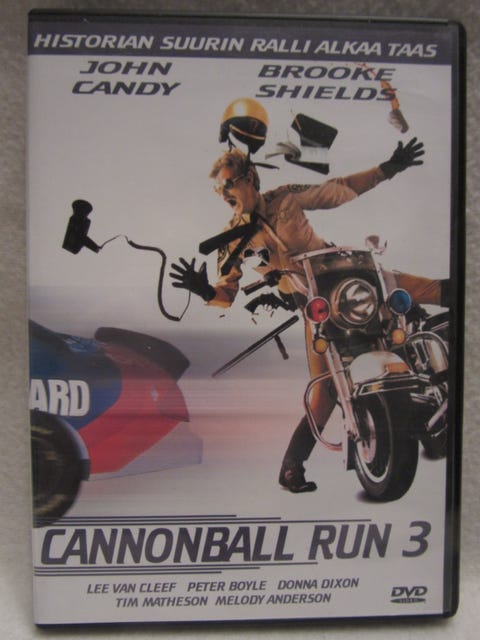 HISTORIAN SUURIN RALLI ALKAA TAAS
JOHN CANDY
BROOKE SHIELDS
ARD
CANNONBALL RUN 3
LEE VAN CLEEF PETER BOYLE DONNA DIXON
TIM MATHESON MELODY ANDERSON
DVD
VIDEO